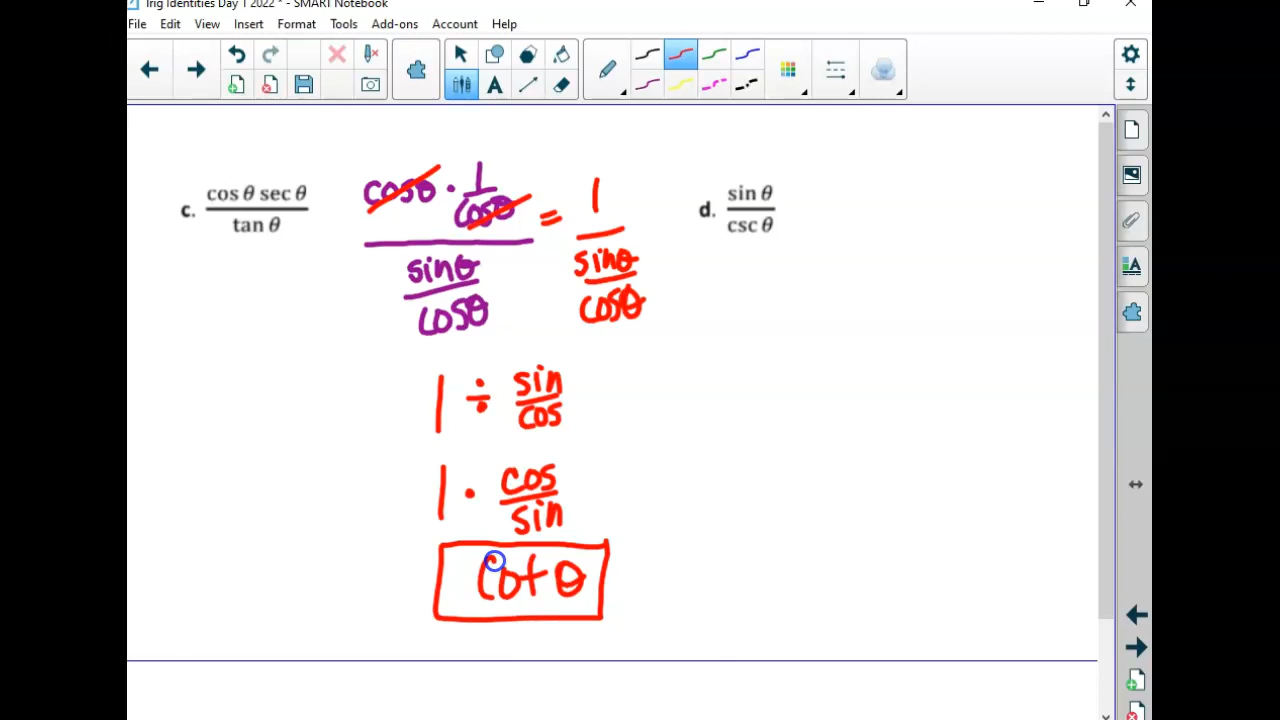 Trig Identities Day 1 2022 * - SMART Notebook
File Edit View Insert Format Tools Add-ons Account Help
c. cos θ sec θ / tan θ
cosθ · 1/cosθ / sinθ/cosθ = 1 / sinθ/cosθ
d. sin θ / csc θ
1 ÷ sin/cos
1 · cos/sin
cot θ